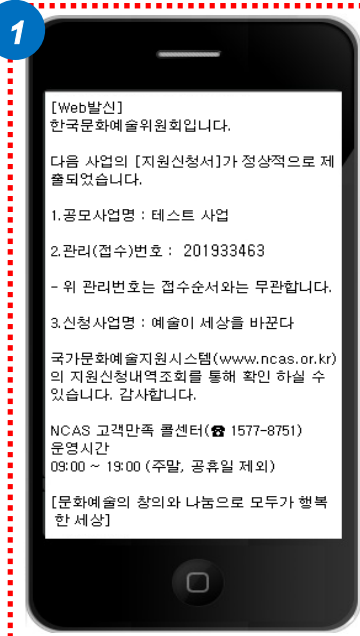 1
[Web발신]
한국문화예술위원회입니다.
다음 사업의 [지원신청서]가 정상적으로 제
출되었습니다.
1.공모사업명 : 테스트 사업
2.관리(접수)번호 : 201933463
- 위 관리번호는 접수순서와는 무관합니다.
3.신청사업명 : 예술이 세상을 바꾼다
국가문화예술지원시스템(www.ncas.or.kr)
의 지원신청내역조회를 통해 확인 하실 수
있습니다. 감사합니다.
NCAS 고객만족 콜센터(☎ 1577-8751)
운영시간
09:00 ~ 19:00 (주말, 공휴일 제외)
[문화예술의 창의와 나눔으로 모두가 행복
한 세상]